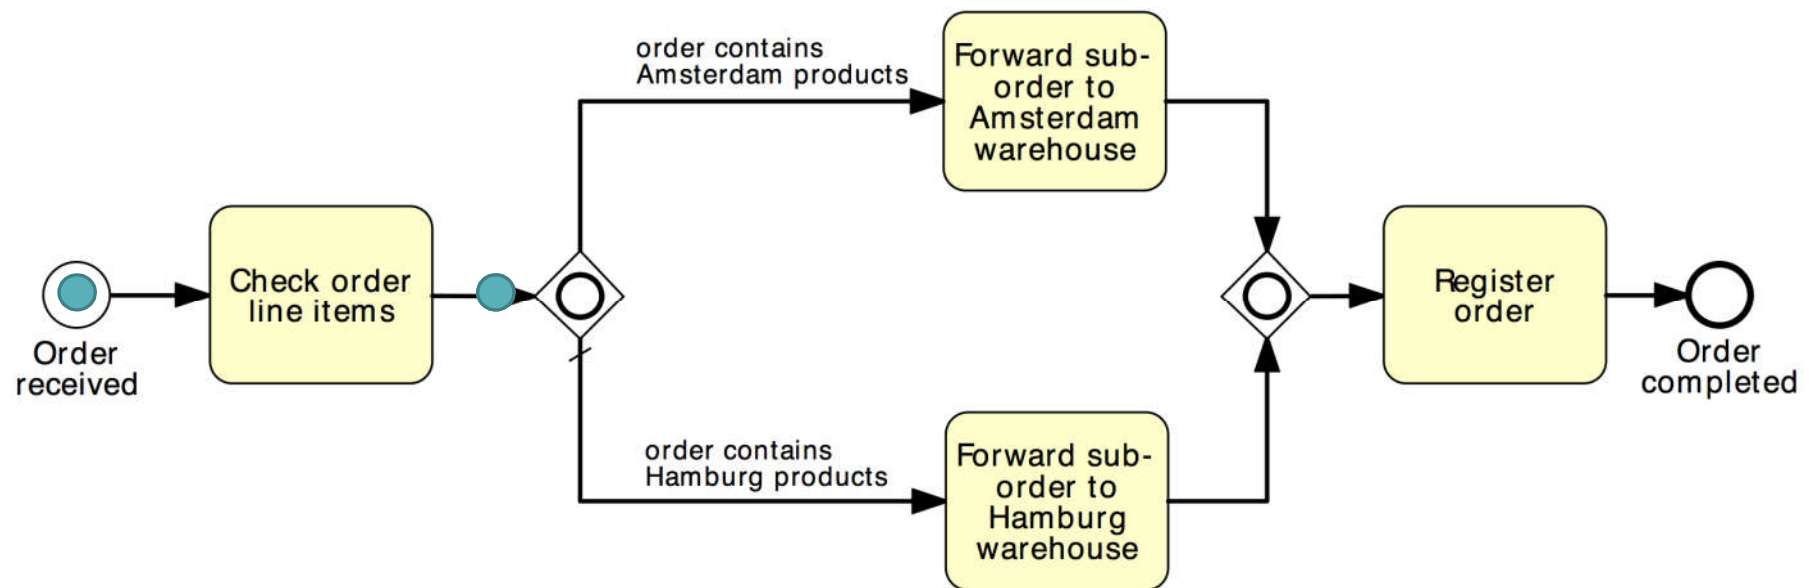 order contains
Amsterdam products
Forward sub-
order to
Amsterdam
warehouse
Check order
line items
Order
received
Register
order
Order
completed
order contains
Hamburg products
Forward sub-
order to
Hamburg
warehouse